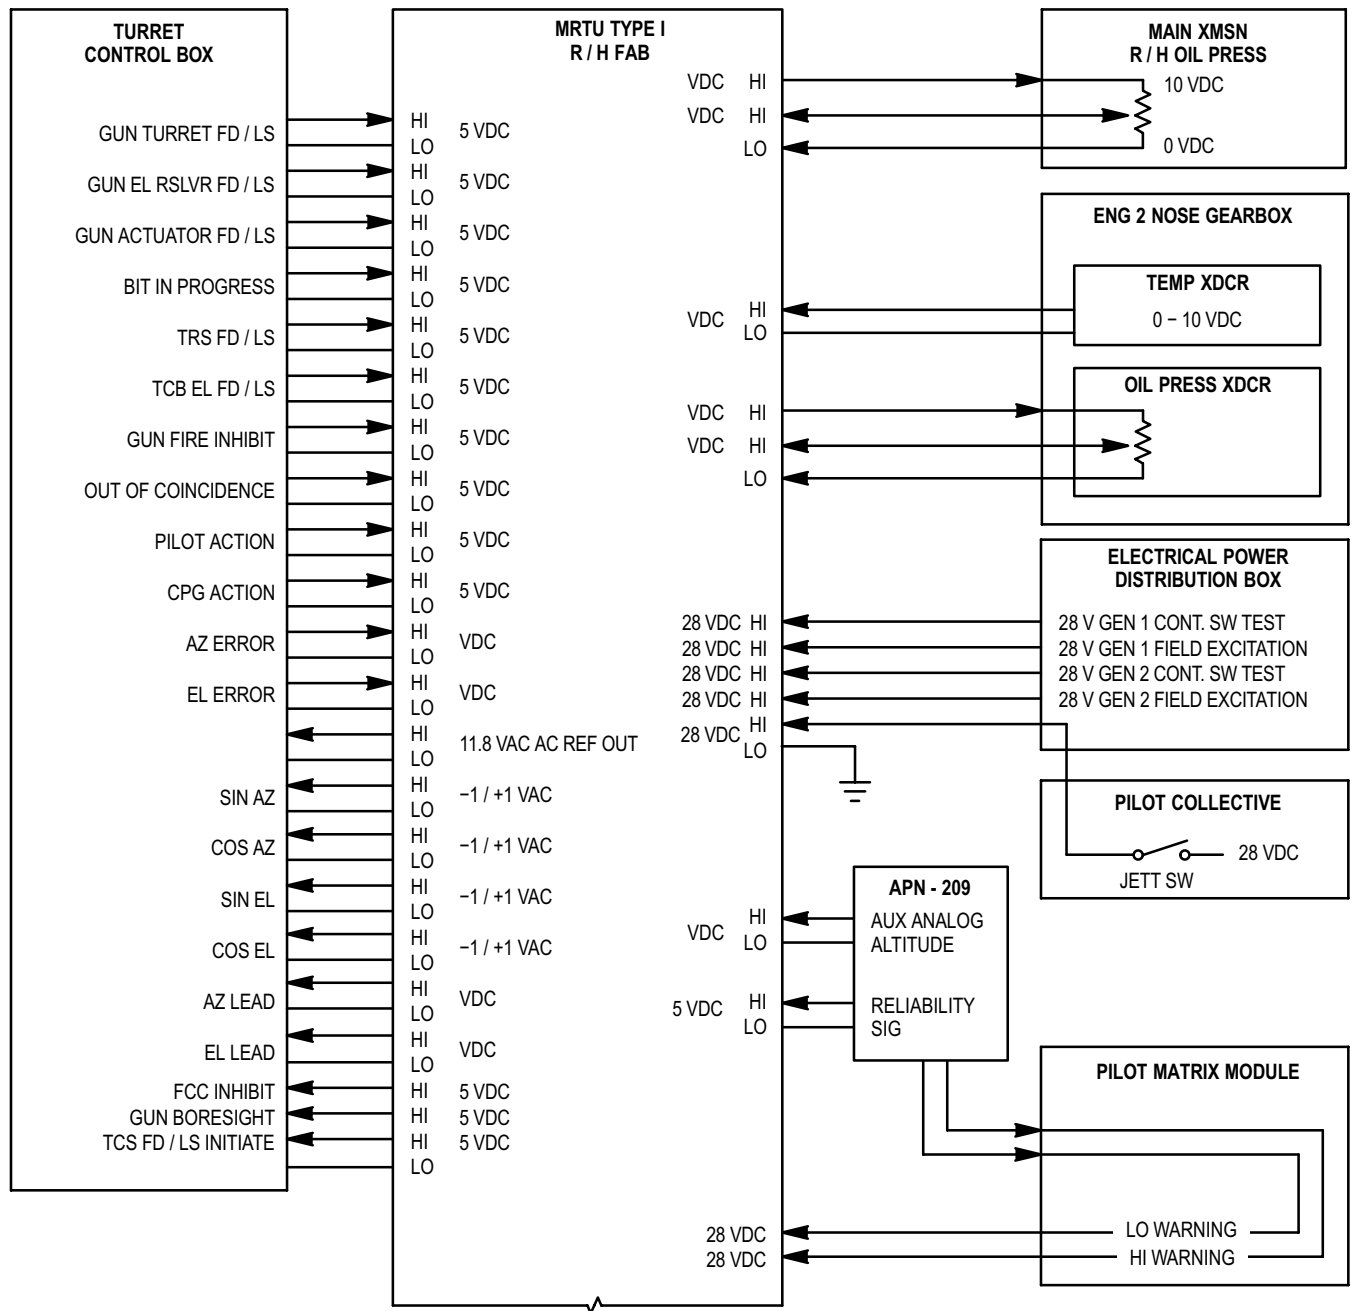 TURRET
CONTROL BOX
GUN TURRET FD / LS
GUN EL RSLVR FD / LS
GUN ACTUATOR FD / LS
BIT IN PROGRESS
TRS FD / LS
TCB EL FD / LS
GUN FIRE INHIBIT
OUT OF COINCIDENCE
PILOT ACTION
CPG ACTION
AZ ERROR
EL ERROR
SIN AZ
COS AZ
SIN EL
COS EL
AZ LEAD
EL LEAD
FCC INHIBIT
GUN BORESIGHT
TCS FD / LS INITIATE
MRTU TYPE I
R / H FAB
HI
5 VDC
LO
HI
5 VDC
LO
HI
5 VDC
LO
HI
5 VDC
LO
HI
5 VDC
LO
HI
5 VDC
LO
HI
5 VDC
LO
HI
5 VDC
LO
HI
5 VDC
LO
HI
5 VDC
LO
HI
VDC
LO
HI
VDC
LO
HI
11.8 VAC AC REF OUT
LO
HI
−1 / +1 VAC
LO
HI
−1 / +1 VAC
LO
HI
−1 / +1 VAC
LO
HI
−1 / +1 VAC
LO
HI
VDC
LO
HI
VDC
LO
HI 5 VDC
HI 5 VDC
HI 5 VDC
LO
VDC HI
VDC HI
LO
HI
VDC
LO
VDC HI
VDC HI
LO
28 VDC HI
28 VDC HI
28 VDC HI
28 VDC HI
HI
28 VDC
LO
HI
VDC
LO
HI
5 VDC
LO
28 VDC
28 VDC
MAIN XMSN
R / H OIL PRESS
10 VDC
0 VDC
ENG 2 NOSE GEARBOX
TEMP XDCR
0 − 10 VDC
OIL PRESS XDCR
ELECTRICAL POWER
DISTRIBUTION BOX
28 V GEN 1 CONT. SW TEST
28 V GEN 1 FIELD EXCITATION
28 V GEN 2 CONT. SW TEST
28 V GEN 2 FIELD EXCITATION
PILOT COLLECTIVE
28 VDC
JETT SW
APN - 209
AUX ANALOG
ALTITUDE
RELIABILITY
SIG
PILOT MATRIX MODULE
LO WARNING
HI WARNING